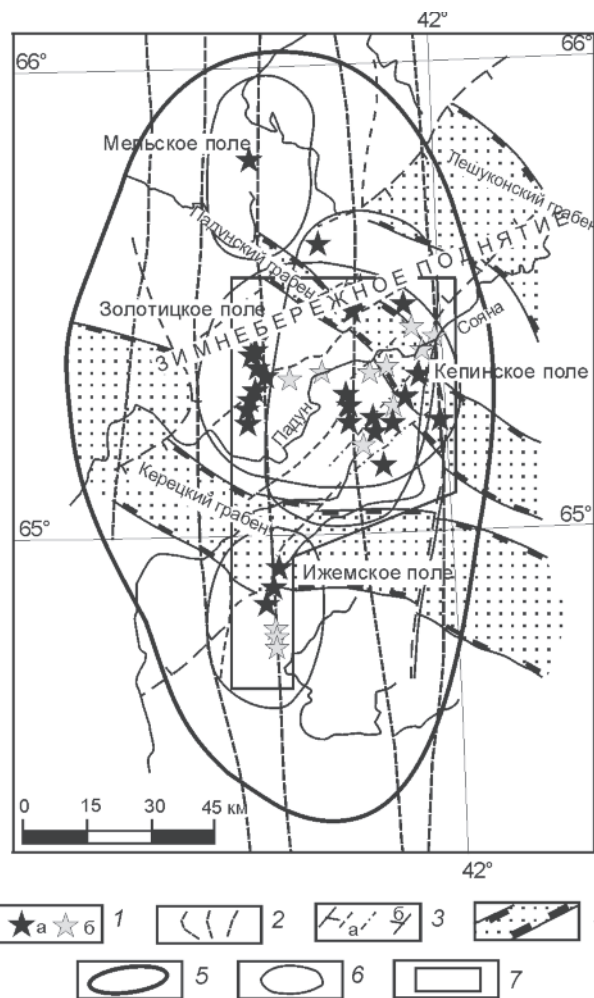 42°
66°
66°
Мельское поле
Лешуконский грабен
Падунский грабен
ЗИМНЕБЕРЕЖНОЕ ПОДНЯТИЕ
Золотицкое поле
Сояна
Кепинское поле
Падун
Керецкий грабен
65°
65°
Ижемское поле
0 15 30 45 км
42°
а б 1 2 а б 3
5 6 7